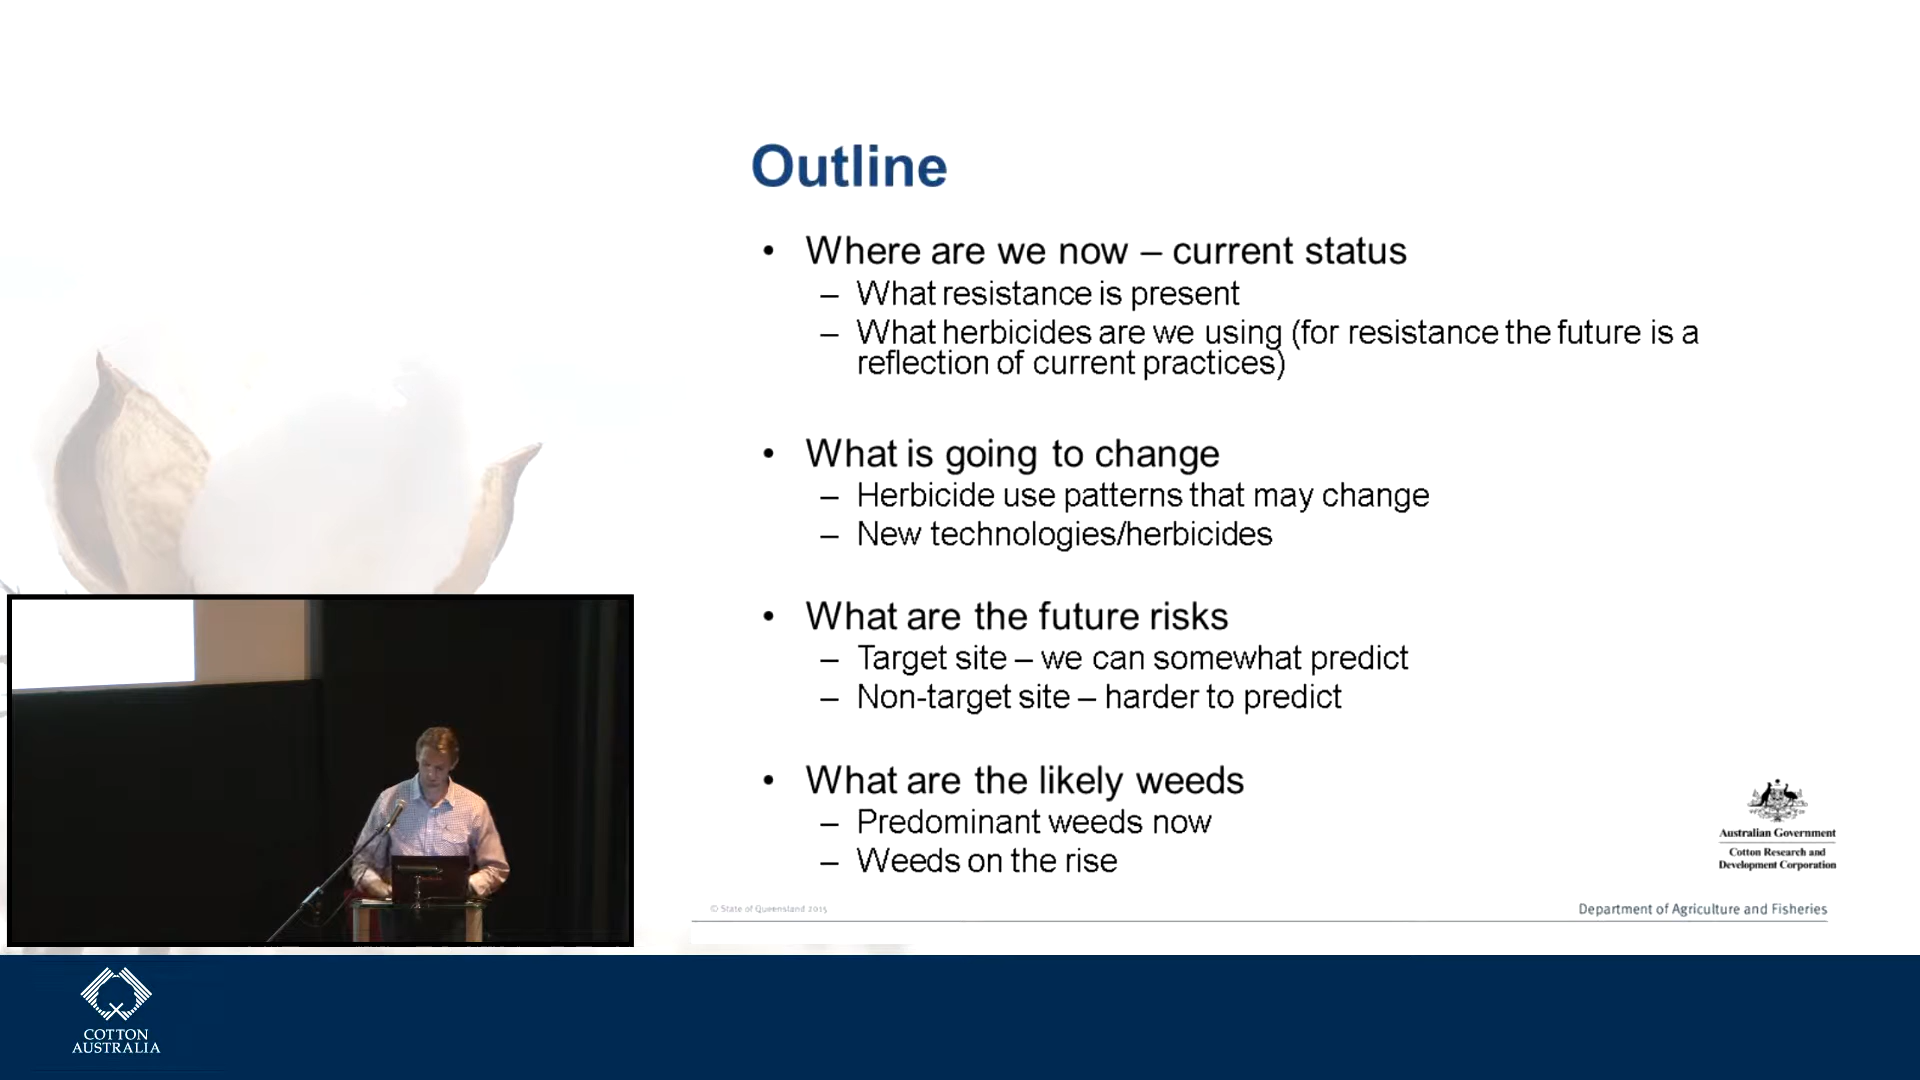 Outline
• Where are we now – current status
– What resistance is present
– What herbicides are we using (for resistance the future is a
reflection of current practices)
• What is going to change
– Herbicide use patterns that may change
– New technologies/herbicides
• What are the future risks
– Target site – we can somewhat predict
– Non-target site – harder to predict
• What are the likely weeds
– Predominant weeds now
– Weeds on the rise
Australian Government
Cotton Research and
Development Corporation
© State of Queensland 2015
Department of Agriculture and Fisheries
COTTON
AUSTRALIA